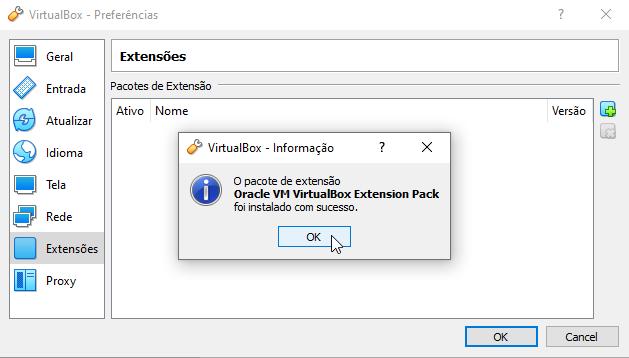 VirtualBox - Preferências
Geral
Entrada
Atualizar
Idioma
Tela
Rede
Extensões
Proxy
Extensões
Pacotes de Extensão
Ativo Nome Versão
VirtualBox - Informação
O pacote de extensão
Oracle VM VirtualBox Extension Pack
foi instalado com sucesso.
OK
OK Cancel